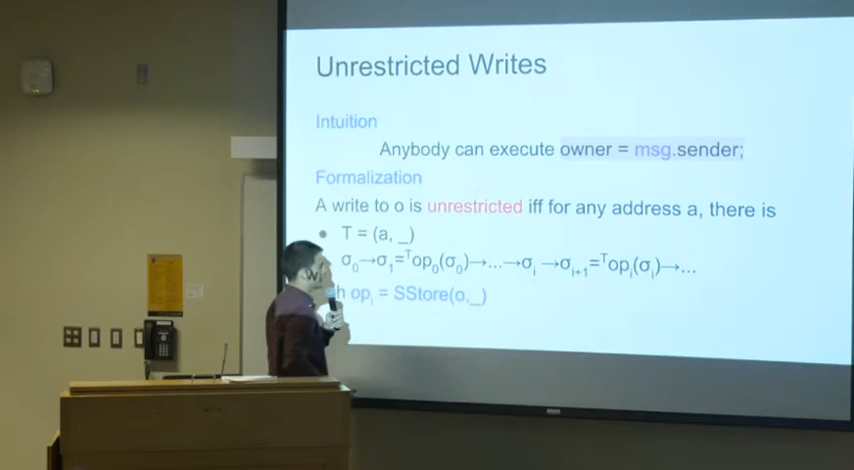 Unrestricted Writes
Intuition
Anybody can execute owner = msg.sender;
Formalization
A write to o is unrestricted iff for any address a, there is
• T = (a, _)
σ₀→σ₁=ᵀop₀(σ₀)→...→σᵢ →σᵢ₊₁=ᵀopᵢ(σᵢ)→...
opᵢ = SStore(o,_)